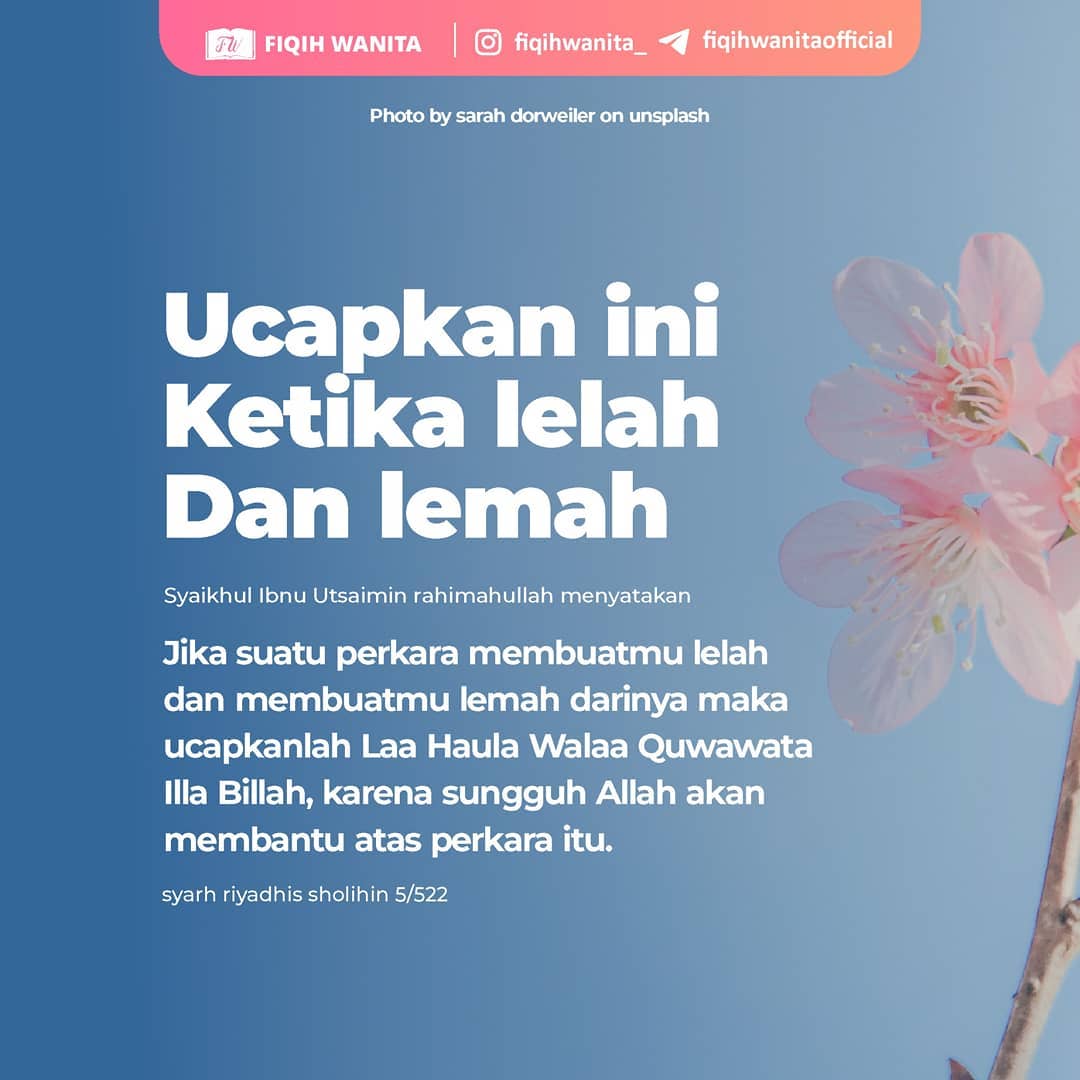 FW FIQIH WANITA fiqihwanita_ fiqihwanitaofficial
Photo by sarah dorweiler on unsplash
Ucapkan ini
Ketika lelah
Dan lemah
Syaikhul Ibnu Utsaimin rahimahullah menyatakan
Jika suatu perkara membuatmu lelah
dan membuatmu lemah darinya maka
ucapkanlah Laa Haula Walaa Quwawata
Illa Billah, karena sungguh Allah akan
membantu atas perkara itu.
syarh riyadhis sholihin 5/522